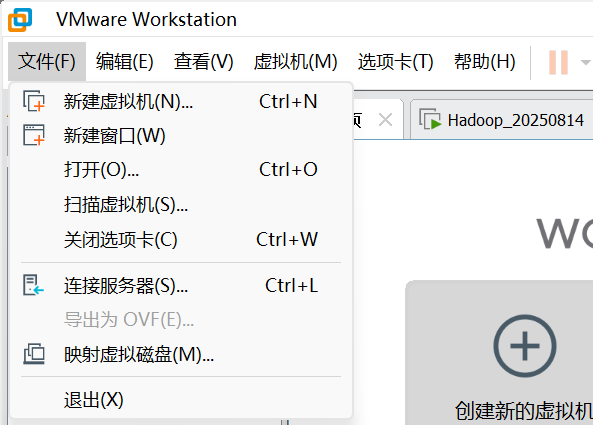 VMware Workstation
文件(F) 编辑(E) 查看(V) 虚拟机(M) 选项卡(T) 帮助(H)
新建虚拟机(N)... Ctrl+N
页 Hadoop_20250814
新建窗口(W)
打开(O)... Ctrl+O
扫描虚拟机(S)...
关闭选项卡(C) Ctrl+W
WO
连接服务器(S)... Ctrl+L
导出为 OVF(E)...
映射虚拟磁盘(M)...
退出(X)
创建新的虚拟机